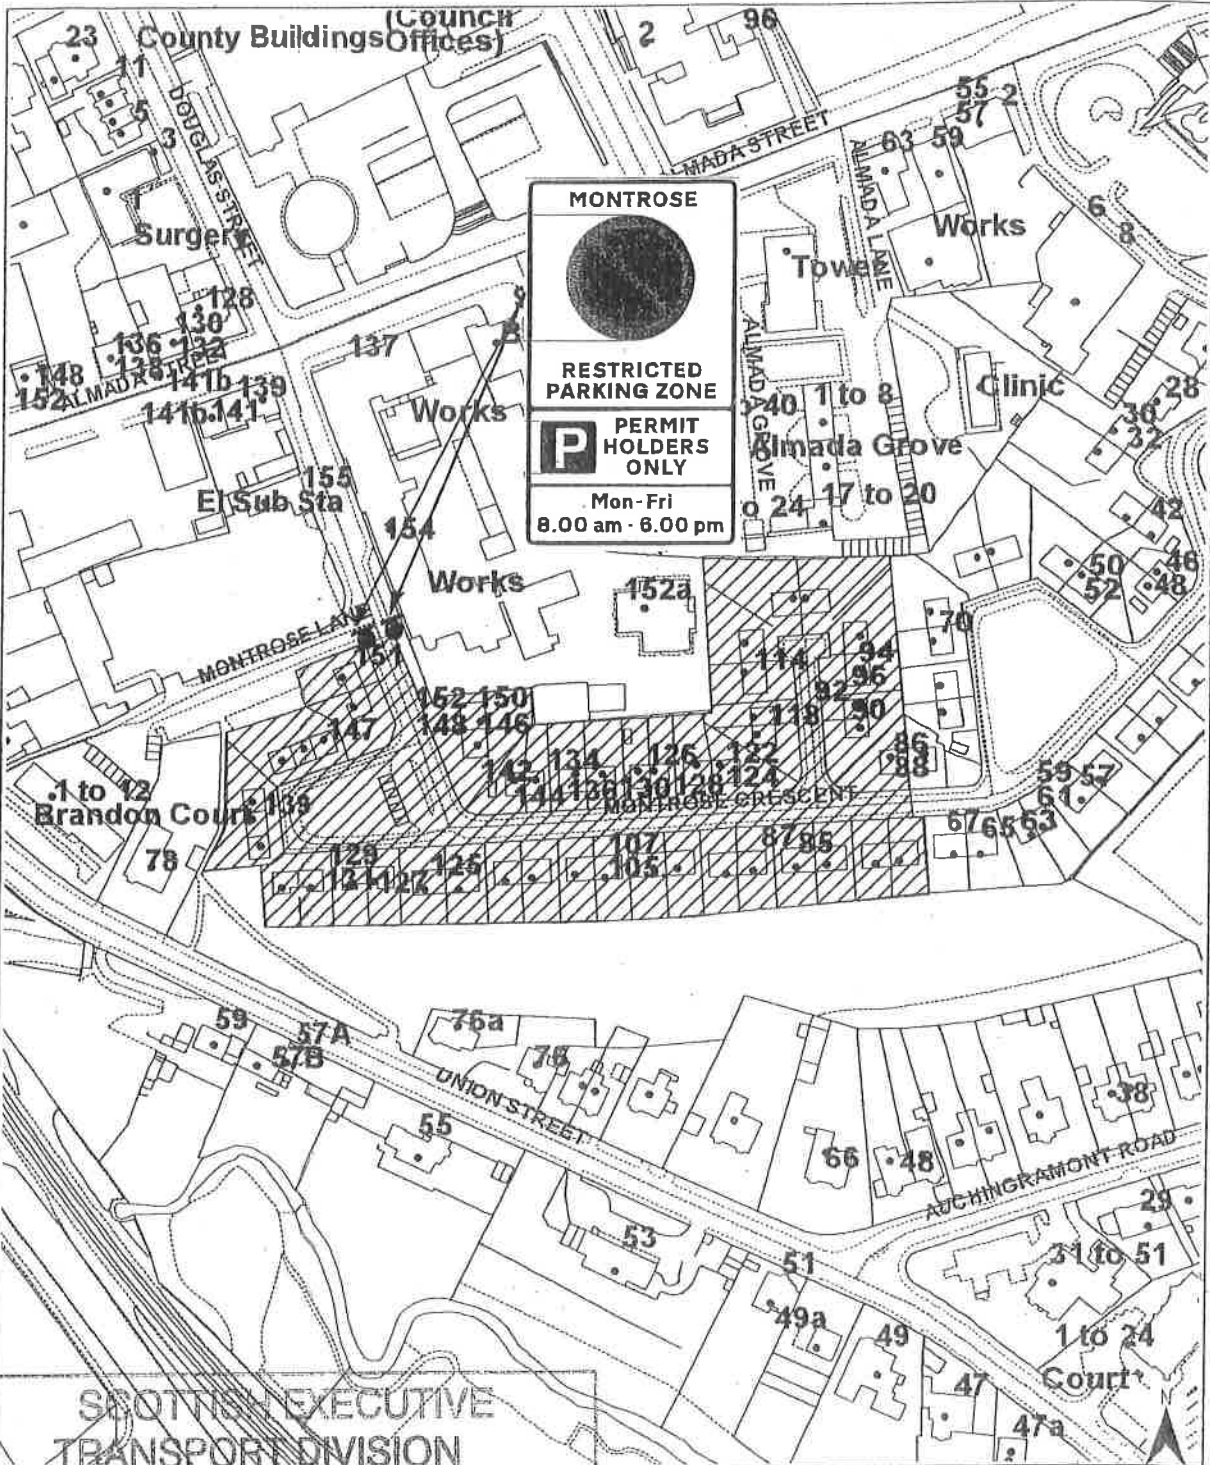 (Council
County Buildings Offices)
23
11
5
3
DOUGLAS STREET
2
96
55 2
57
63 59
ALMADA LANE
Works
6
8
Surgery
Tower
128
130
136 132
138
148
152
ALMADA STREET
141b 139
141b 141
137
Works
MONTROSE
RESTRICTED
PARKING ZONE
P PERMIT
HOLDERS
ONLY
Mon-Fri
8.00 am - 6.00 pm
ALMADA GROVE
40 1 to 8
Almada Grove
17 to 20
o 24
Clinic
28
30
32
42
50 46
52 48
155
El Sub Sta
154
Works
152a
70
MONTROSE LANE
151
114
94
96
92
90
118
152 150
148 146
147
86
88
134 126 122
142
144 136 130 128 124
MONTROSE CRESCENT
59 57
61
67 65 63
1 to 12
Brandon Court
139
78
107
105
87 85
129
131 127 125
76a
76
59 57A
57B
UNION STREET
55
38
66 48
AUCHINGRAMONT ROAD
29
53
31 to 51
51
49a
49
1 to 24
Court
47
47a
N
SCOTTISH EXECUTIVE
TRANSPORT DIVISION